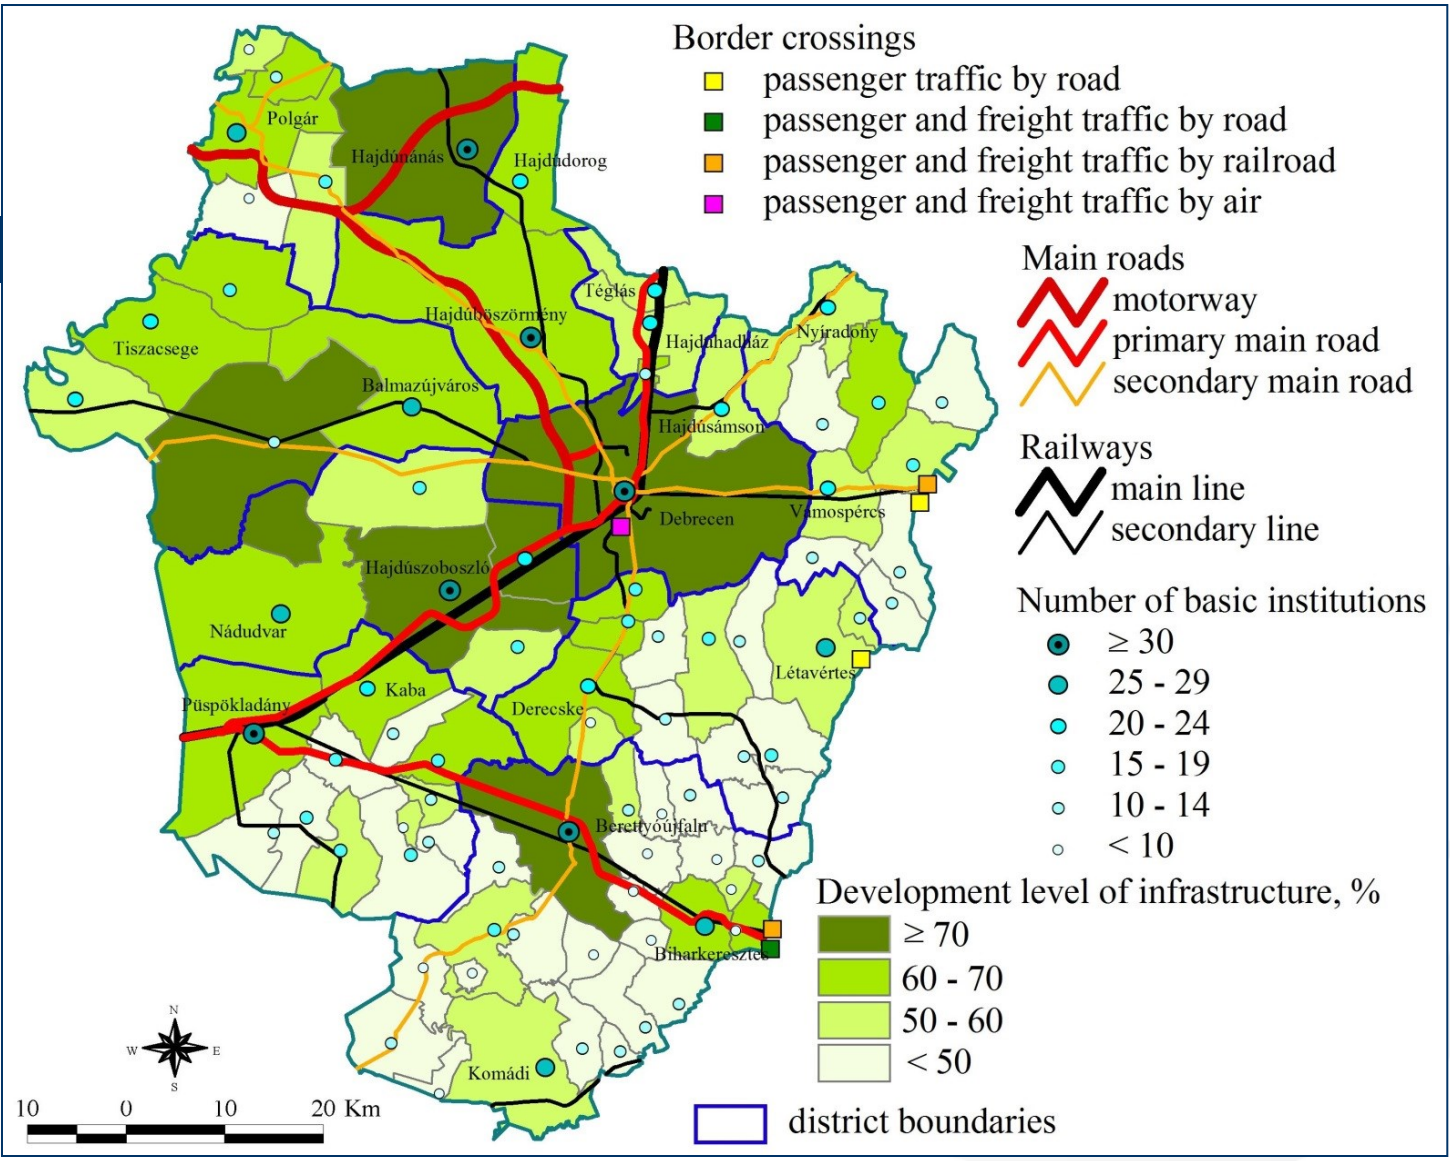 Border crossings
passenger traffic by road
passenger and freight traffic by road
passenger and freight traffic by railroad
passenger and freight traffic by air
Main roads
motorway
primary main road
secondary main road
Railways
main line
secondary line
Number of basic institutions
≥ 30
25 - 29
20 - 24
15 - 19
10 - 14
< 10
Development level of infrastructure, %
≥ 70
60 - 70
50 - 60
< 50
district boundaries
Polgár
Hajdúnánás
Hajdúdorog
Téglás
Hajdúböszörmény
Hajdúhadház
Nyíradony
Tiszacsege
Balmazújváros
Hajdúsámson
Debrecen
Vámospércs
Hajdúszoboszló
Nádudvar
Létavértes
Kaba
Püspökladány
Derecske
Berettyóújfalu
Biharkeresztes
Komádi
N
W E
S
10 0 10 20 Km